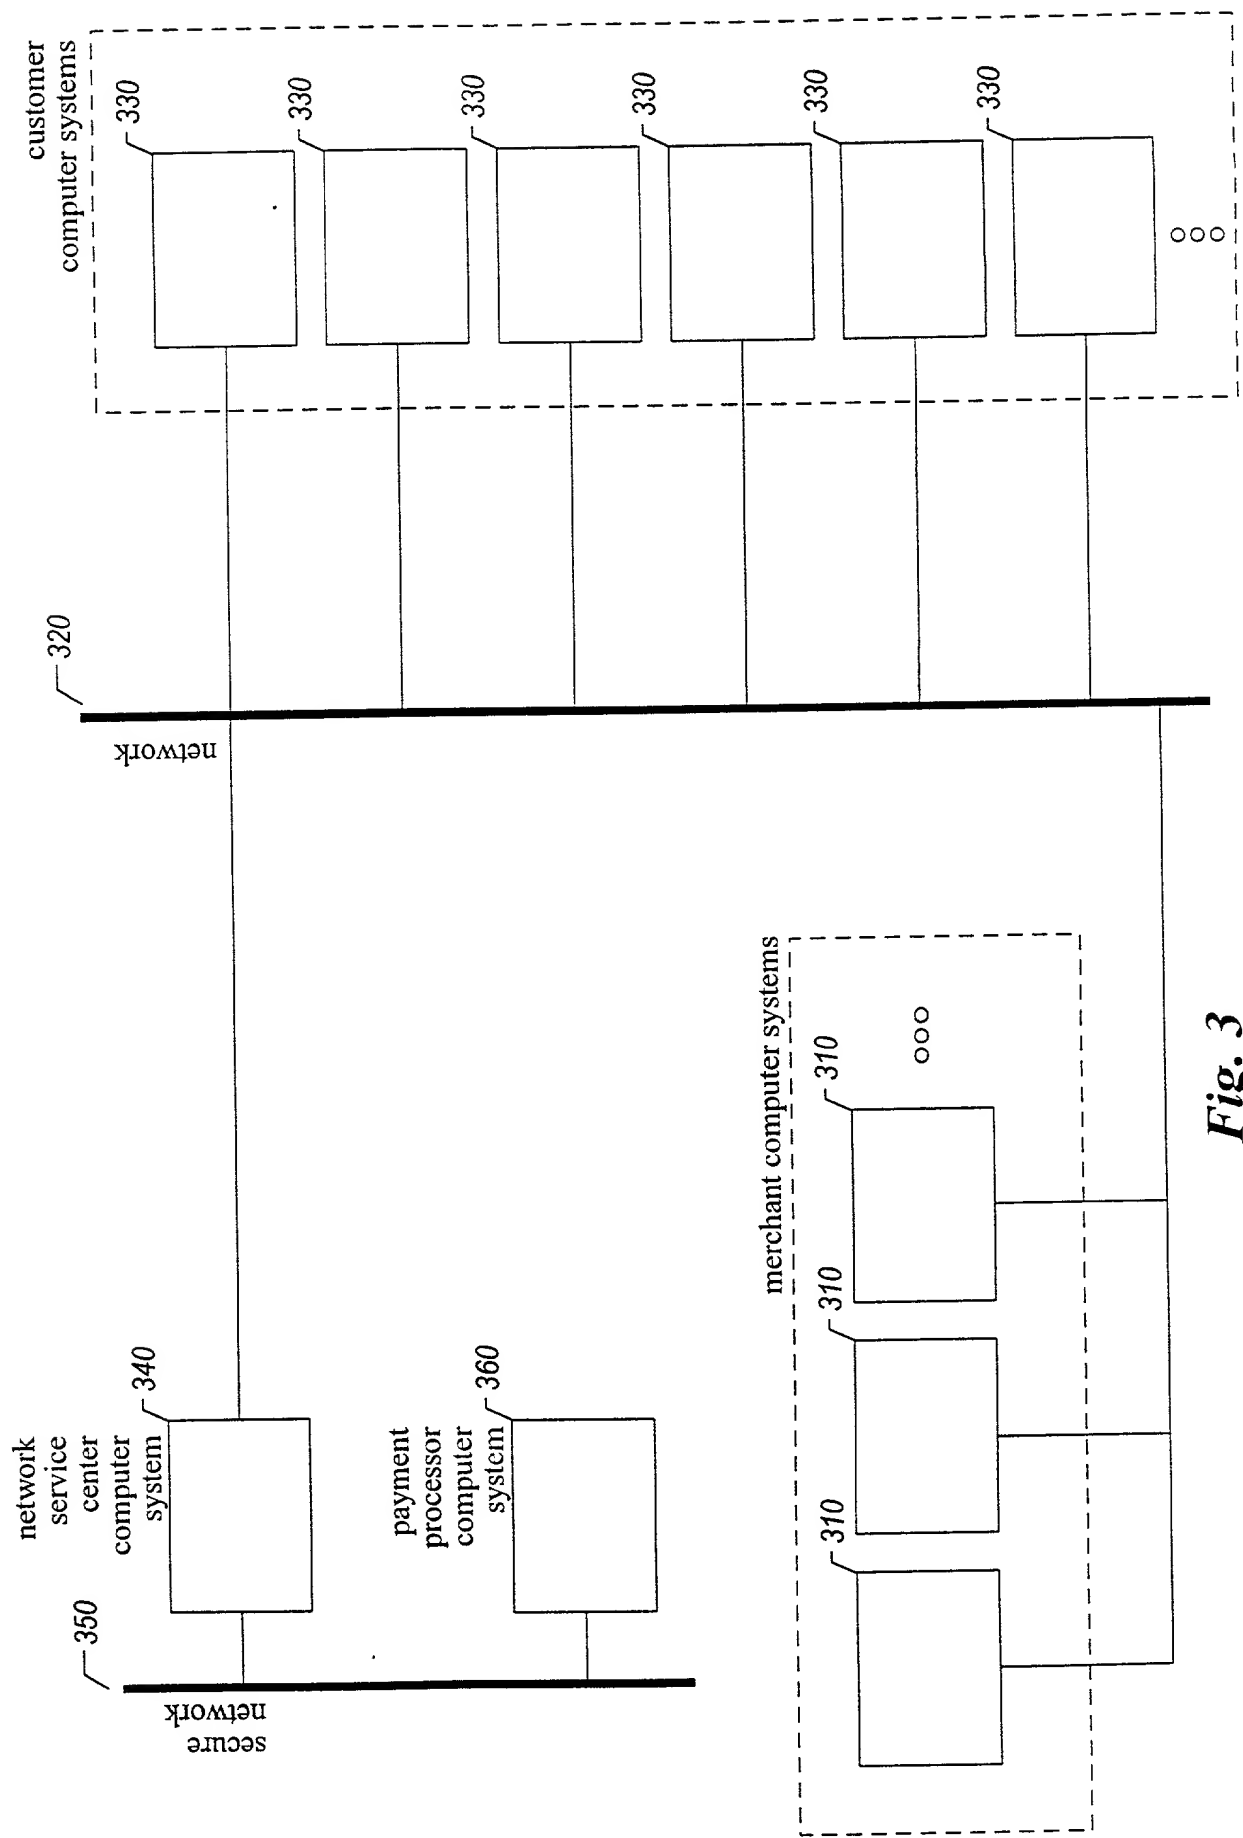 customer
computer systems
330
330
330
330
330
330
320
network
network
service
center
computer
system
340
payment
processor
computer
system
360
350
secure
network
merchant computer systems
310
310
310
Fig. 3